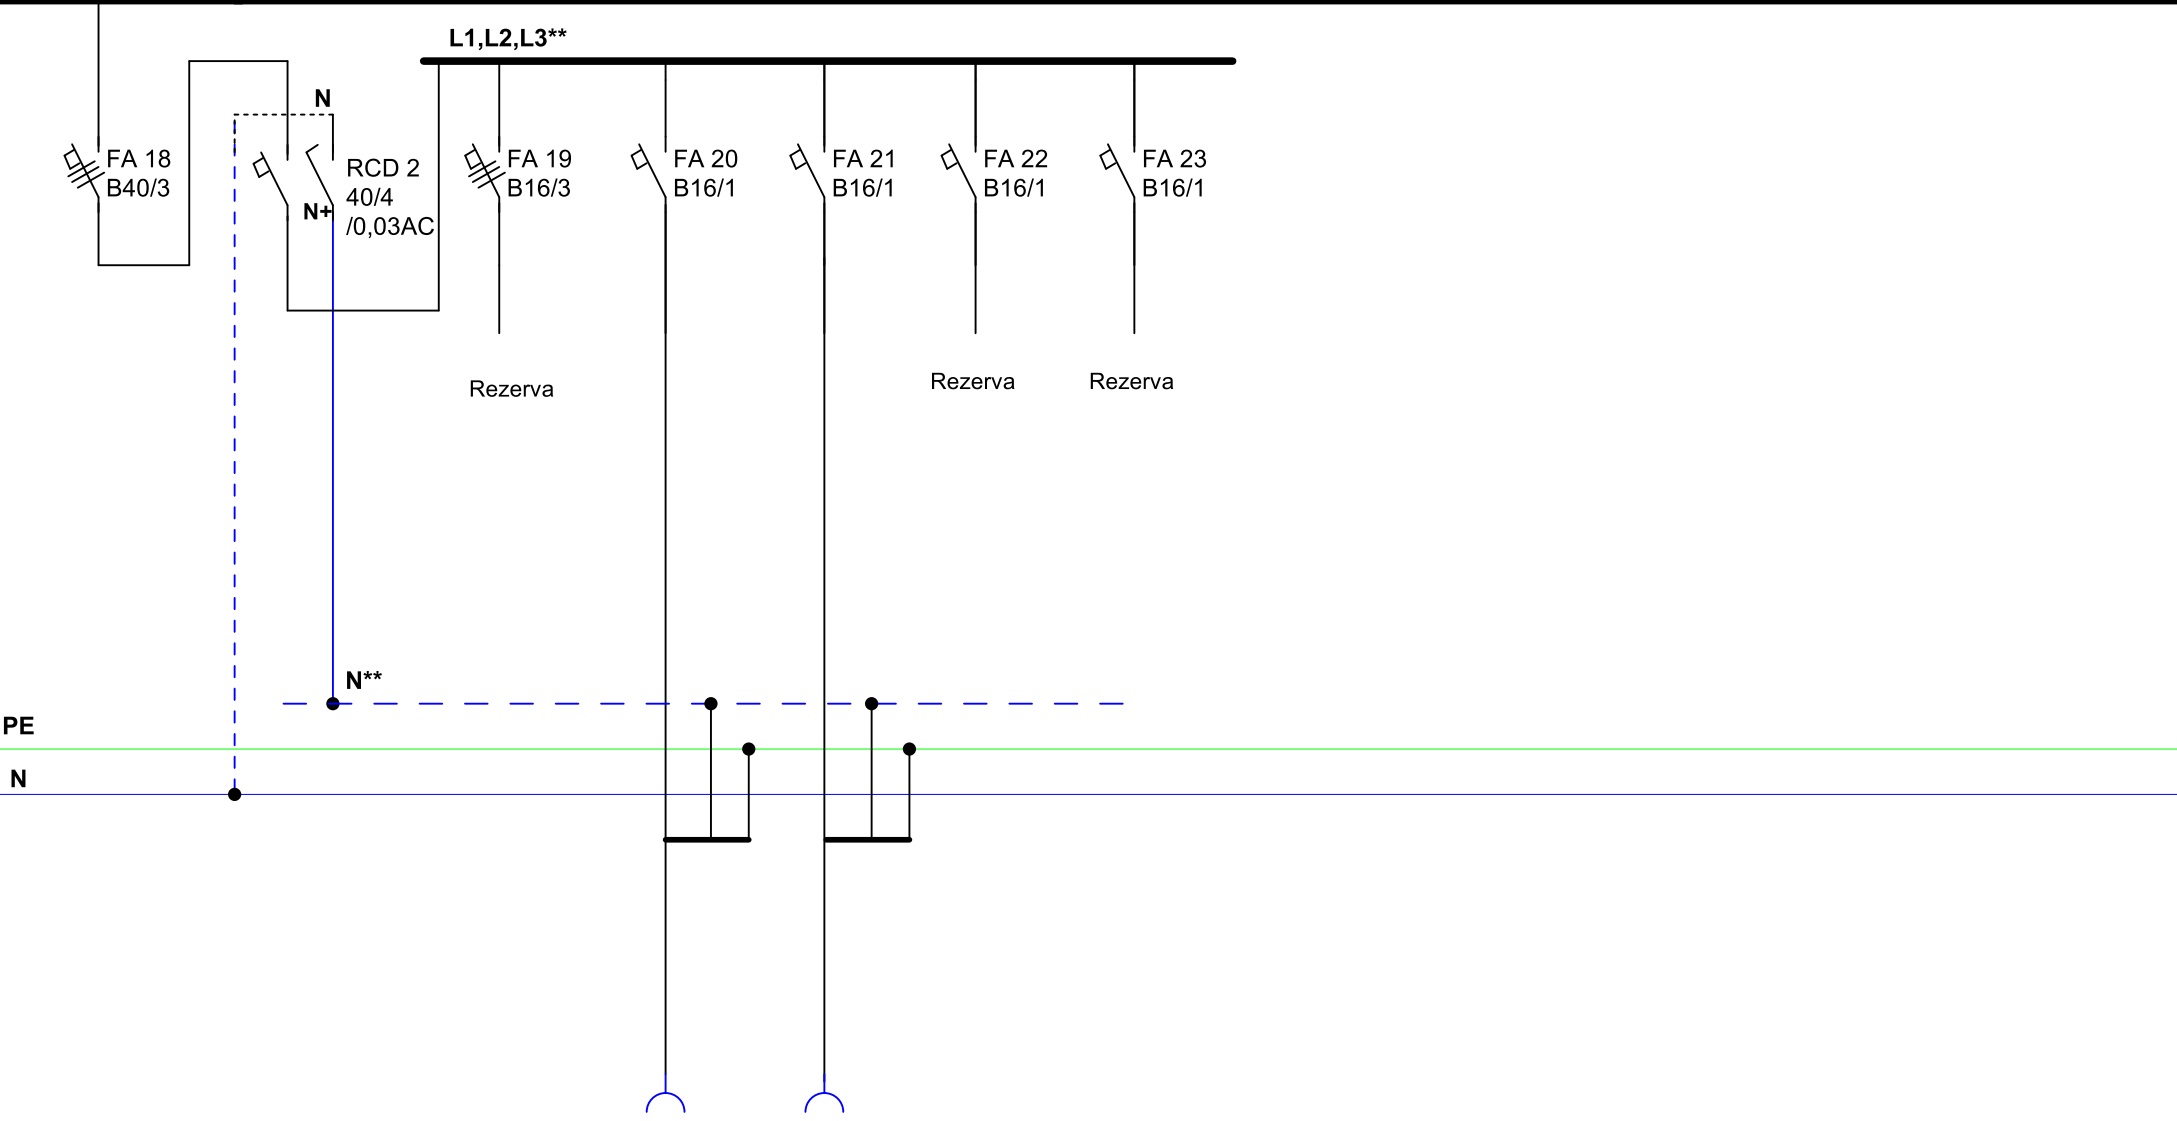 L1,L2,L3**
N
FA 18
B40/3
RCD 2
40/4
/0,03AC
N+
FA 19
B16/3
FA 20
B16/1
FA 21
B16/1
FA 22
B16/1
FA 23
B16/1
Rezerva
Rezerva
Rezerva
N**
PE
N